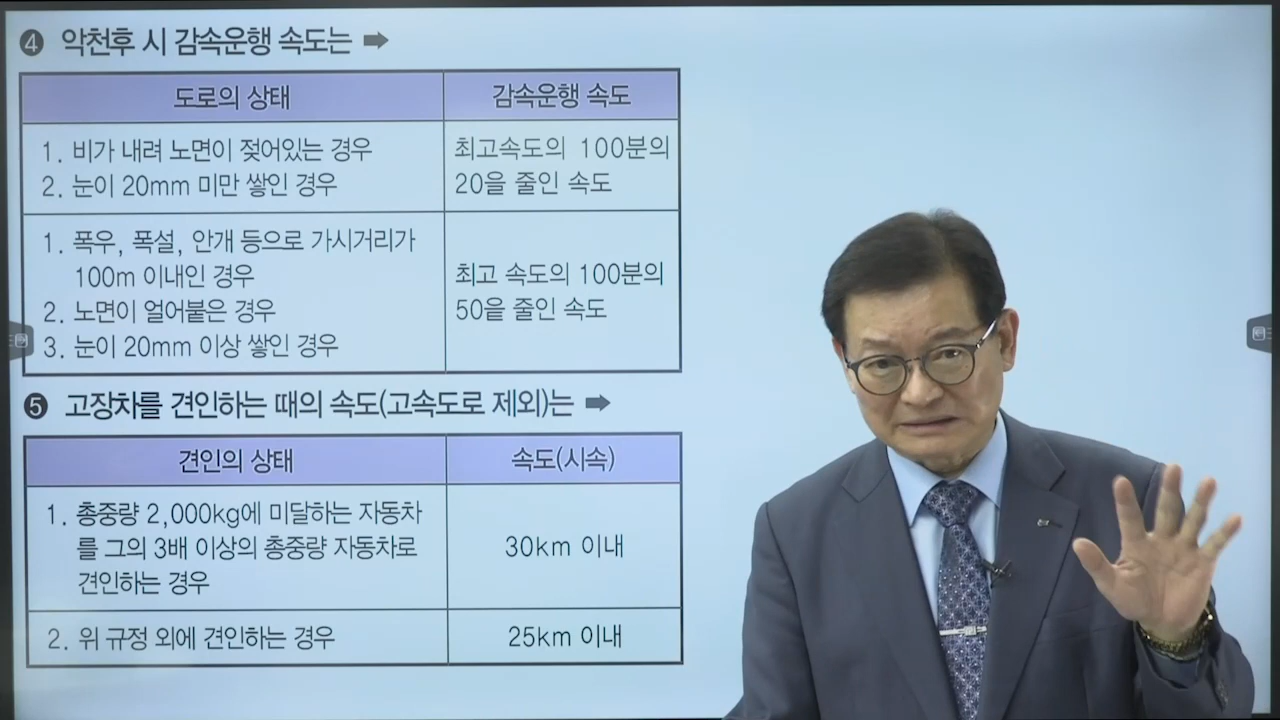 ❹ 악천후 시 감속운행 속도는 ➡
도로의 상태
감속운행 속도
1. 비가 내려 노면이 젖어있는 경우
2. 눈이 20mm 미만 쌓인 경우
최고속도의 100분의
20을 줄인 속도
1. 폭우, 폭설, 안개 등으로 가시거리가
100m 이내인 경우
2. 노면이 얼어붙은 경우
3. 눈이 20mm 이상 쌓인 경우
최고 속도의 100분의
50을 줄인 속도
❺ 고장차를 견인하는 때의 속도(고속도로 제외)는 ➡
견인의 상태
속도(시속)
1. 총중량 2,000kg에 미달하는 자동차
를 그의 3배 이상의 총중량 자동차로
견인하는 경우
30km 이내
2. 위 규정 외에 견인하는 경우
25km 이내